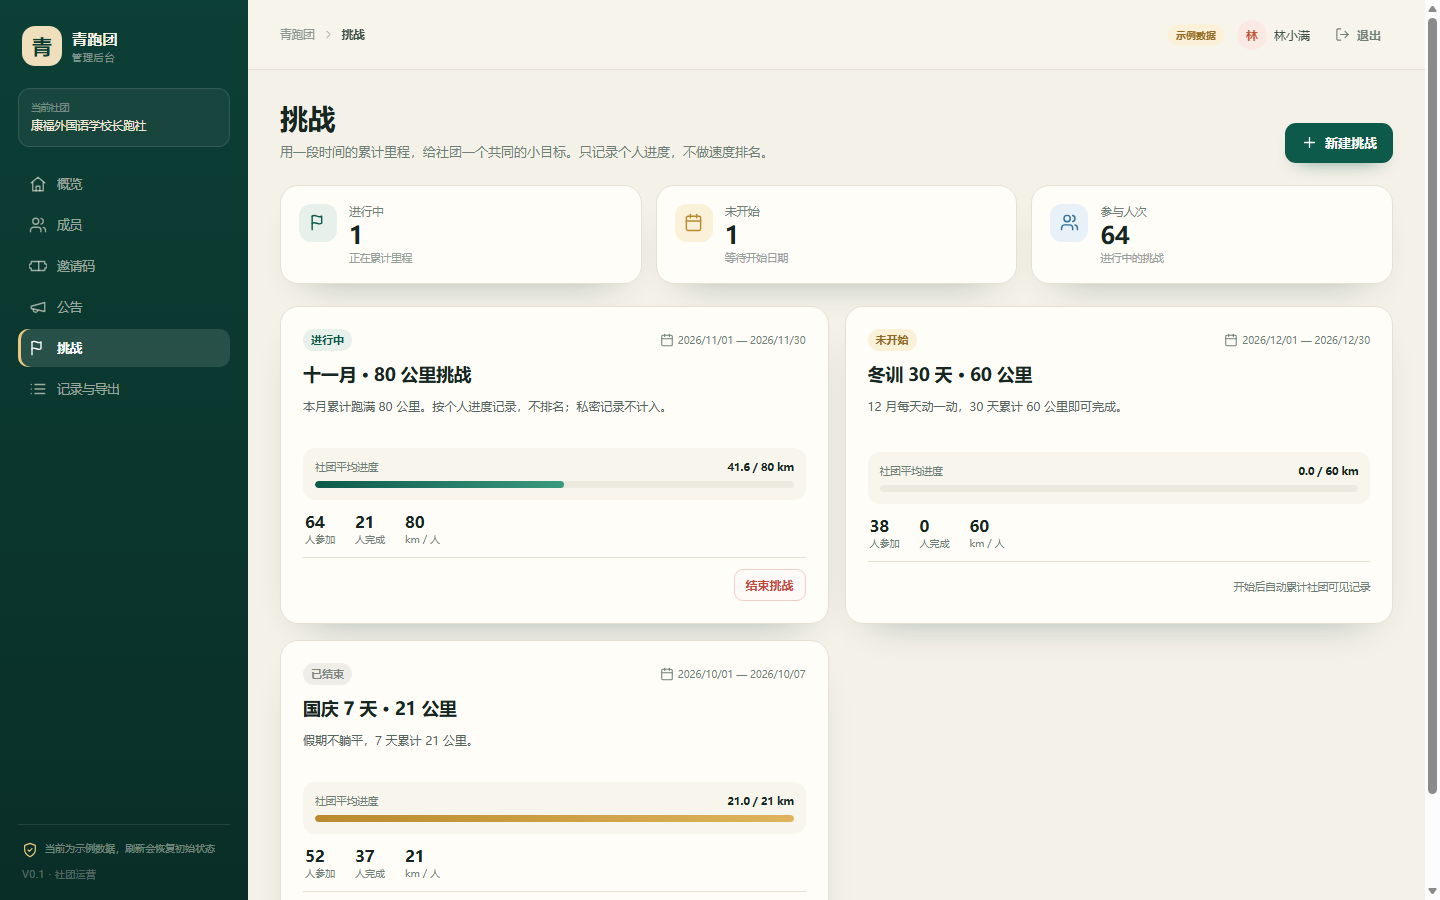 青
青跑团
管理后台
当前社团
康福外国语学校长跑社
概览
成员
邀请码
公告
挑战
记录与导出
当前为示例数据，刷新会恢复初始状态
V0.1 · 社团运营
青跑团
挑战
示例数据
林
林小满
退出
挑战
用一段时间的累计里程，给社团一个共同的小目标。只记录个人进度，不做速度排名。
新建挑战
进行中
1
正在累计里程
未开始
1
等待开始日期
参与人次
64
进行中的挑战
进行中
2026/11/01 — 2026/11/30
十一月 • 80 公里挑战
本月累计跑满 80 公里。按个人进度记录，不排名；私密记录不计入。
社团平均进度
41.6 / 80 km
64 21 80
人参加 人完成 km / 人
结束挑战
未开始
2026/12/01 — 2026/12/30
冬训 30 天 • 60 公里
12 月每天动一动，30 天累计 60 公里即可完成。
社团平均进度
0.0 / 60 km
38 0 60
人参加 人完成 km / 人
开始后自动累计社团可见记录
已结束
2026/10/01 — 2026/10/07
国庆 7 天 • 21 公里
假期不躺平，7 天累计 21 公里。
社团平均进度
21.0 / 21 km
52 37 21
人参加 人完成 km / 人